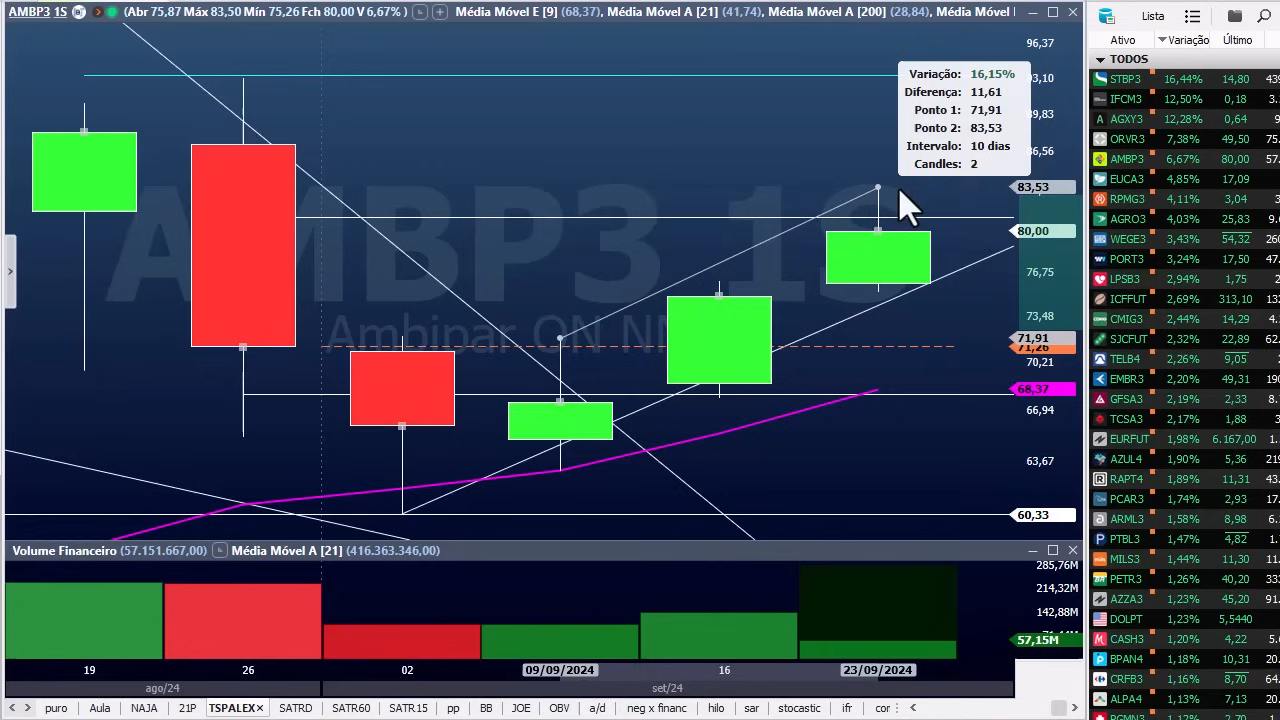 AMBP3 1S (Abr 75,87 Máx 83,50 Mín 75,26 Fch 80,00 V 6,67% ) Média Móvel E [9] (68,37), Média Móvel A [21] (41,74), Média Móvel A [200] (28,84), Média Móvel
AMBP3 1S
Ambipar ON NM
Variação: 16,15%
Diferença: 11,61
Ponto 1: 71,91
Ponto 2: 83,53
Intervalo: 10 dias
Candles: 2
96,37
93,10
89,83
86,56
83,53
80,00
76,75
73,48
71,91
71,26
70,21
68,37
66,94
63,67
60,33
Volume Financeiro (57.151.667,00) Média Móvel A [21] (416.363.346,00)
285,76M
214,32M
142,88M
57,15M
19 26 02 09/09/2024 16 23/09/2024
ago/24 set/24
puro Aula NAJA 21P TSPALEX SATRD SATR60 SATR15 pp BB JOE OBV a/d neg x financ hilo sar stocastic ifr
Lista
Ativo Variação Último
TODOS
STBP3 16,44% 14,80
IFCM3 12,50% 0,18
AGXY3 12,28% 0,64
ORVR3 7,38% 49,50
AMBP3 6,67% 80,00
EUCA3 4,85% 17,09
RPMG3 4,11% 3,04
AGRO3 4,03% 25,83
WEGE3 3,43% 54,32
PORT3 3,24% 17,50
LPSB3 2,94% 1,75
ICFFUT 2,69% 313,10
CMIG3 2,44% 14,29
SJCFUT 2,32% 22,89
TELB4 2,26% 9,05
EMBR3 2,20% 49,31
GFSA3 2,19% 2,33
TCSA3 2,17% 1,88
EURFUT 1,98% 6.167,00
AZUL4 1,90% 5,36
RAPT4 1,89% 11,31
PCAR3 1,74% 2,93
ARML3 1,58% 8,98
PTBL3 1,47% 4,82
MILS3 1,44% 11,30
PETR3 1,26% 40,20
AZZA3 1,23% 45,20
DOLPT 1,23% 5,5440
CASH3 1,20% 4,22
BPAN4 1,18% 10,31
CRFB3 1,16% 8,70
ALPA4 1,13% 7,13